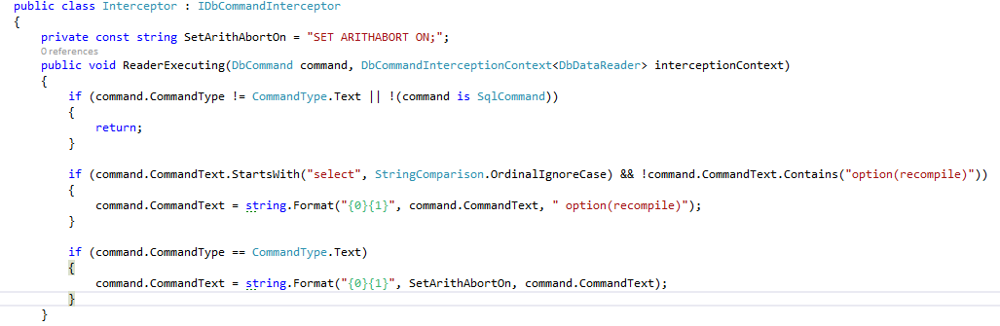 public class Interceptor : IDbCommandInterceptor
{
private const string SetArithAbortOn = "SET ARITHABORT ON;";
0 references
public void ReaderExecuting(DbCommand command, DbCommandInterceptionContext<DbDataReader> interceptionContext)
{
if (command.CommandType != CommandType.Text || !(command is SqlCommand))
{
return;
}
if (command.CommandText.StartsWith("select", StringComparison.OrdinalIgnoreCase) && !command.CommandText.Contains("option(recompile)"))
{
command.CommandText = string.Format("{0}{1}", command.CommandText, " option(recompile)");
}
if (command.CommandType == CommandType.Text)
{
command.CommandText = string.Format("{0}{1}", SetArithAbortOn, command.CommandText);
}
}